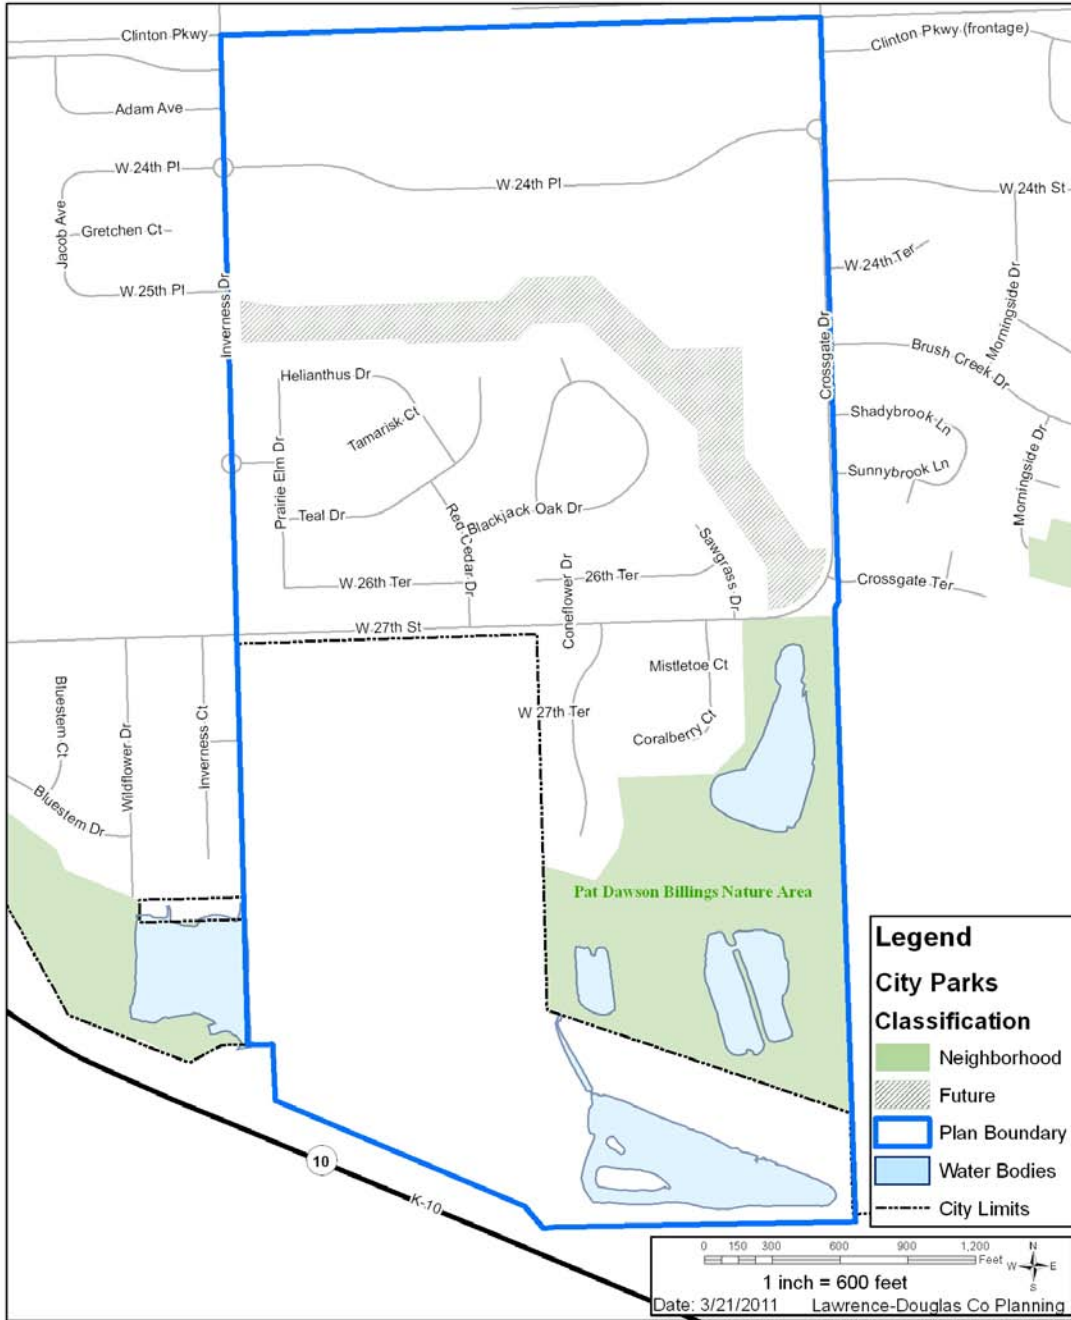 Clinton Pkwy
Clinton Pkwy (frontage)
Adam Ave
W 24th Pl
W 24th Pl
W 24th St
Jacob Ave
Gretchen Ct
W 24th Ter
W 25th Pl
Inverness Dr
Crossgate Dr
Morningside Dr
Brush Creek Dr
Helianthus Dr
Tamarisk Ct
Shadybrook Ln
Sunnybrook Ln
Morningside Dr
Prairie Elm Dr
Teal Dr
Red Cedar Dr
Blackjack Oak Dr
Sawgrass Dr
W 26th Ter
Coneflower Dr
26th Ter
Crossgate Ter
W 27th St
Mistletoe Ct
Bluestem Ct
Wildflower Dr
Inverness Ct
W 27th Ter
Coralberry Ct
Bluestem Dr
Pat Dawson Billings Nature Area
10
K-10
Legend
City Parks
Classification
Neighborhood
Future
Plan Boundary
Water Bodies
City Limits
0 150 300 600 900 1,200
Feet
N
W E
S
1 inch = 600 feet
Date: 3/21/2011 Lawrence-Douglas Co Planning